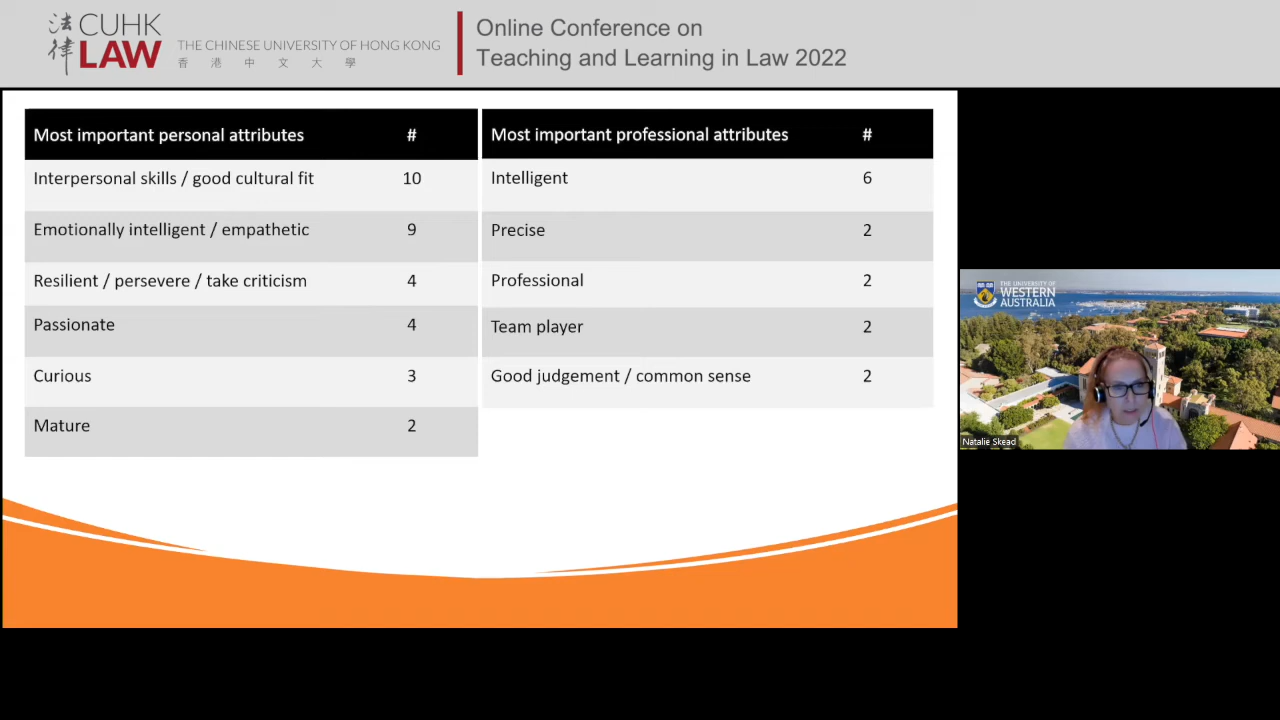 法律
CUHK
LAW
THE CHINESE UNIVERSITY OF HONG KONG
香港中文大學
Online Conference on
Teaching and Learning in Law 2022
Most important personal attributes #
Interpersonal skills / good cultural fit 10
Emotionally intelligent / empathetic 9
Resilient / persevere / take criticism 4
Passionate 4
Curious 3
Mature 2
Most important professional attributes #
Intelligent 6
Precise 2
Professional 2
Team player 2
Good judgement / common sense 2
THE UNIVERSITY OF
WESTERN
AUSTRALIA
Natalie Skead